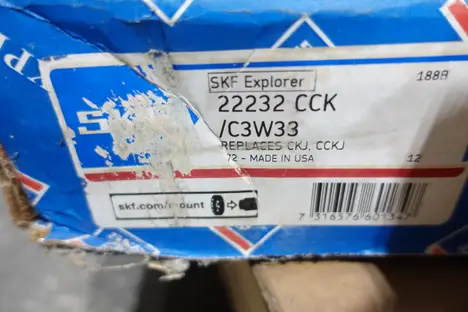 SKF Explorer
188B
22232 CCK
/C3W33
REPLACES CKJ, CCKJ
72 - MADE IN USA
12
skf.com/mount
7 316576 601347